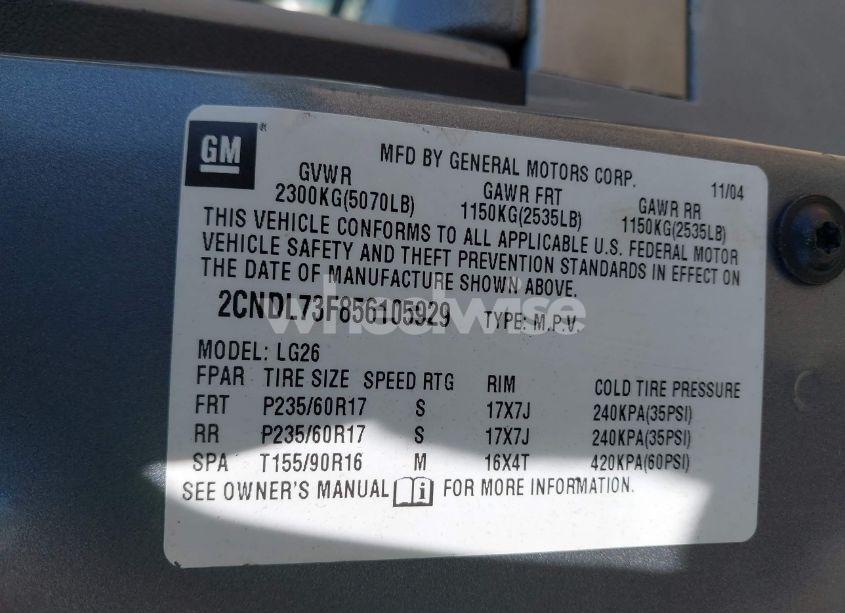 GM ®
MFD BY GENERAL MOTORS CORP. 11/04
GVWR GAWR FRT GAWR RR
2300KG(5070LB) 1150KG(2535LB) 1150KG(2535LB)
THIS VEHICLE CONFORMS TO ALL APPLICABLE U.S. FEDERAL MOTOR
VEHICLE SAFETY AND THEFT PREVENTION STANDARDS IN EFFECT ON
THE DATE OF MANUFACTURE SHOWN ABOVE.
2CNDL73F856105929 TYPE: M.P.V.
wheelwise
MODEL: LG26
FPAR TIRE SIZE SPEED RTG RIM COLD TIRE PRESSURE
FRT P235/60R17 S 17X7J 240KPA(35PSI)
RR P235/60R17 S 17X7J 240KPA(35PSI)
SPA T155/90R16 M 16X4T 420KPA(60PSI)
SEE OWNER'S MANUAL i FOR MORE INFORMATION.